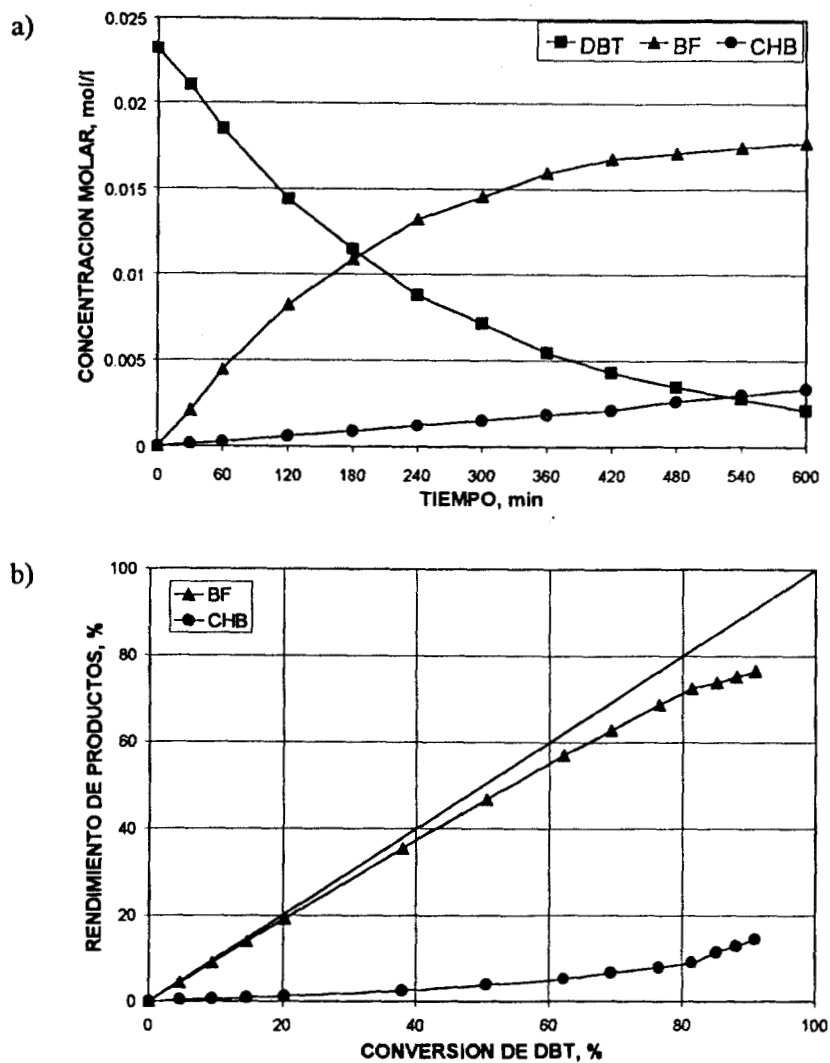 a)
0.025
0.02
0.015
0.01
0.005
0
CONCENTRACION MOLAR, mol/l
DBT BF CHB
0 60 120 180 240 300 360 420 480 540 600
TIEMPO, min
b)
100
80
60
40
20
0
RENDIMIENTO DE PRODUCTOS, %
BF
CHB
0 20 40 60 80 100
CONVERSION DE DBT, %